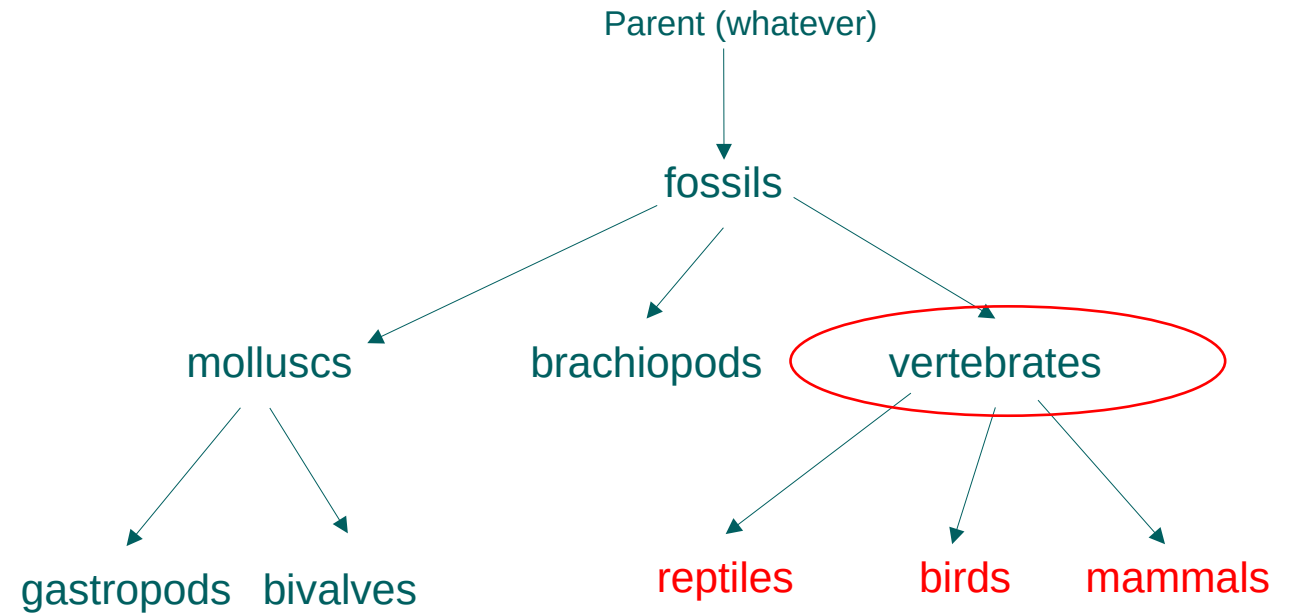 Parent (whatever)
fossils
molluscs
brachiopods
vertebrates
gastropods
bivalves
reptiles
birds
mammals